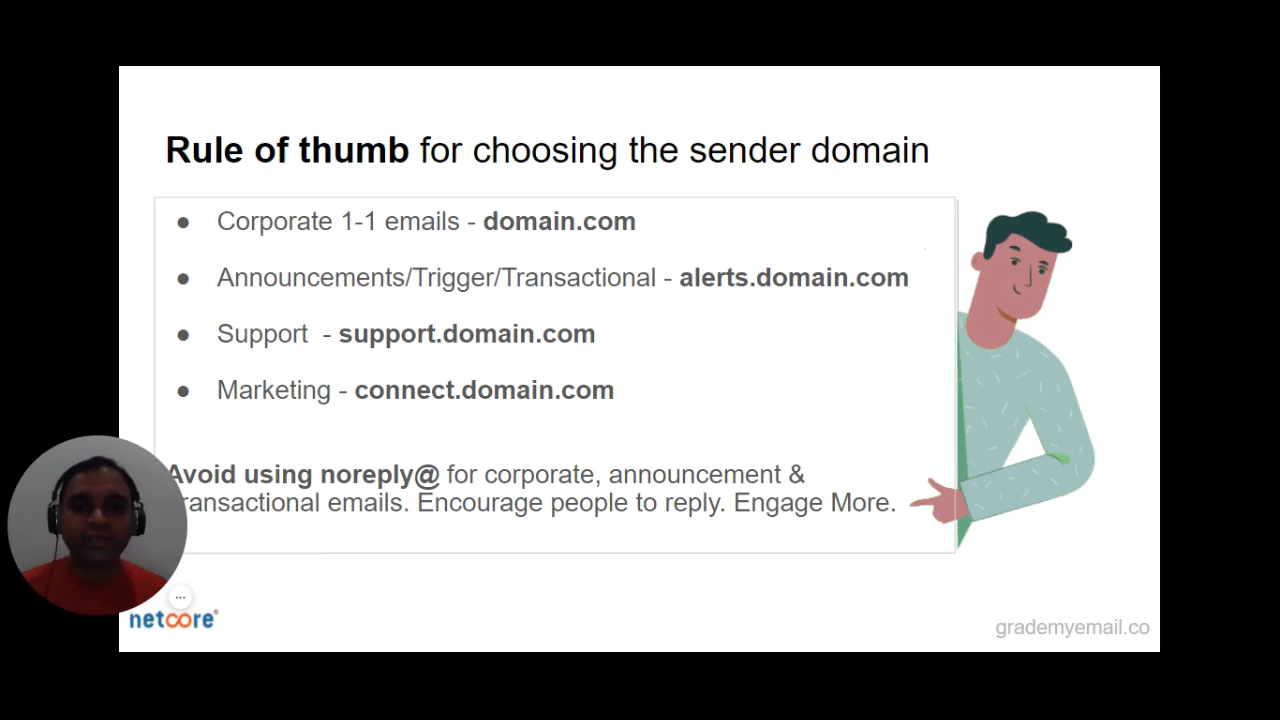 Rule of thumb for choosing the sender domain
● Corporate 1-1 emails - domain.com
● Announcements/Trigger/Transactional - alerts.domain.com
● Support - support.domain.com
● Marketing - connect.domain.com
Avoid using noreply@ for corporate, announcement &
ransactional emails. Encourage people to reply. Engage More.
netcore®
grademyemail.co